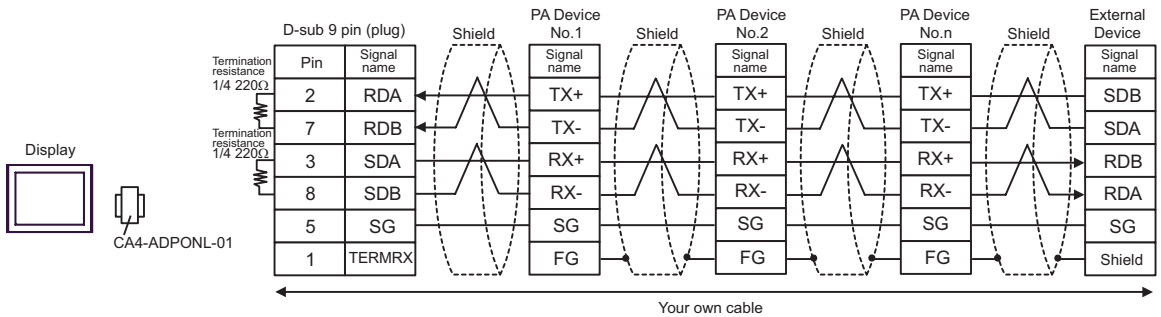 D-sub 9 pin (plug) Shield PA Device No.1 Shield PA Device No.2 Shield PA Device No.n Shield External Device
Pin Signal name Signal name Signal name Signal name Signal name
Termination resistance 1/4 220Ω
2 RDA TX+ TX+ TX+ SDB
7 RDB TX- TX- TX- SDA
Termination resistance 1/4 220Ω
3 SDA RX+ RX+ RX+ RDB
8 SDB RX- RX- RX- RDA
5 SG SG SG SG SG
1 TERMRX FG FG FG Shield
Display
CA4-ADPONL-01
Your own cable